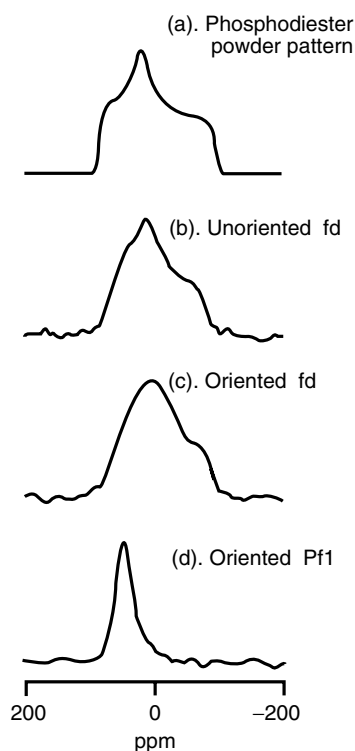 (a). Phosphodiester
powder pattern
(b). Unoriented fd
(c). Oriented fd
(d). Oriented Pf1
200 0 −200
ppm